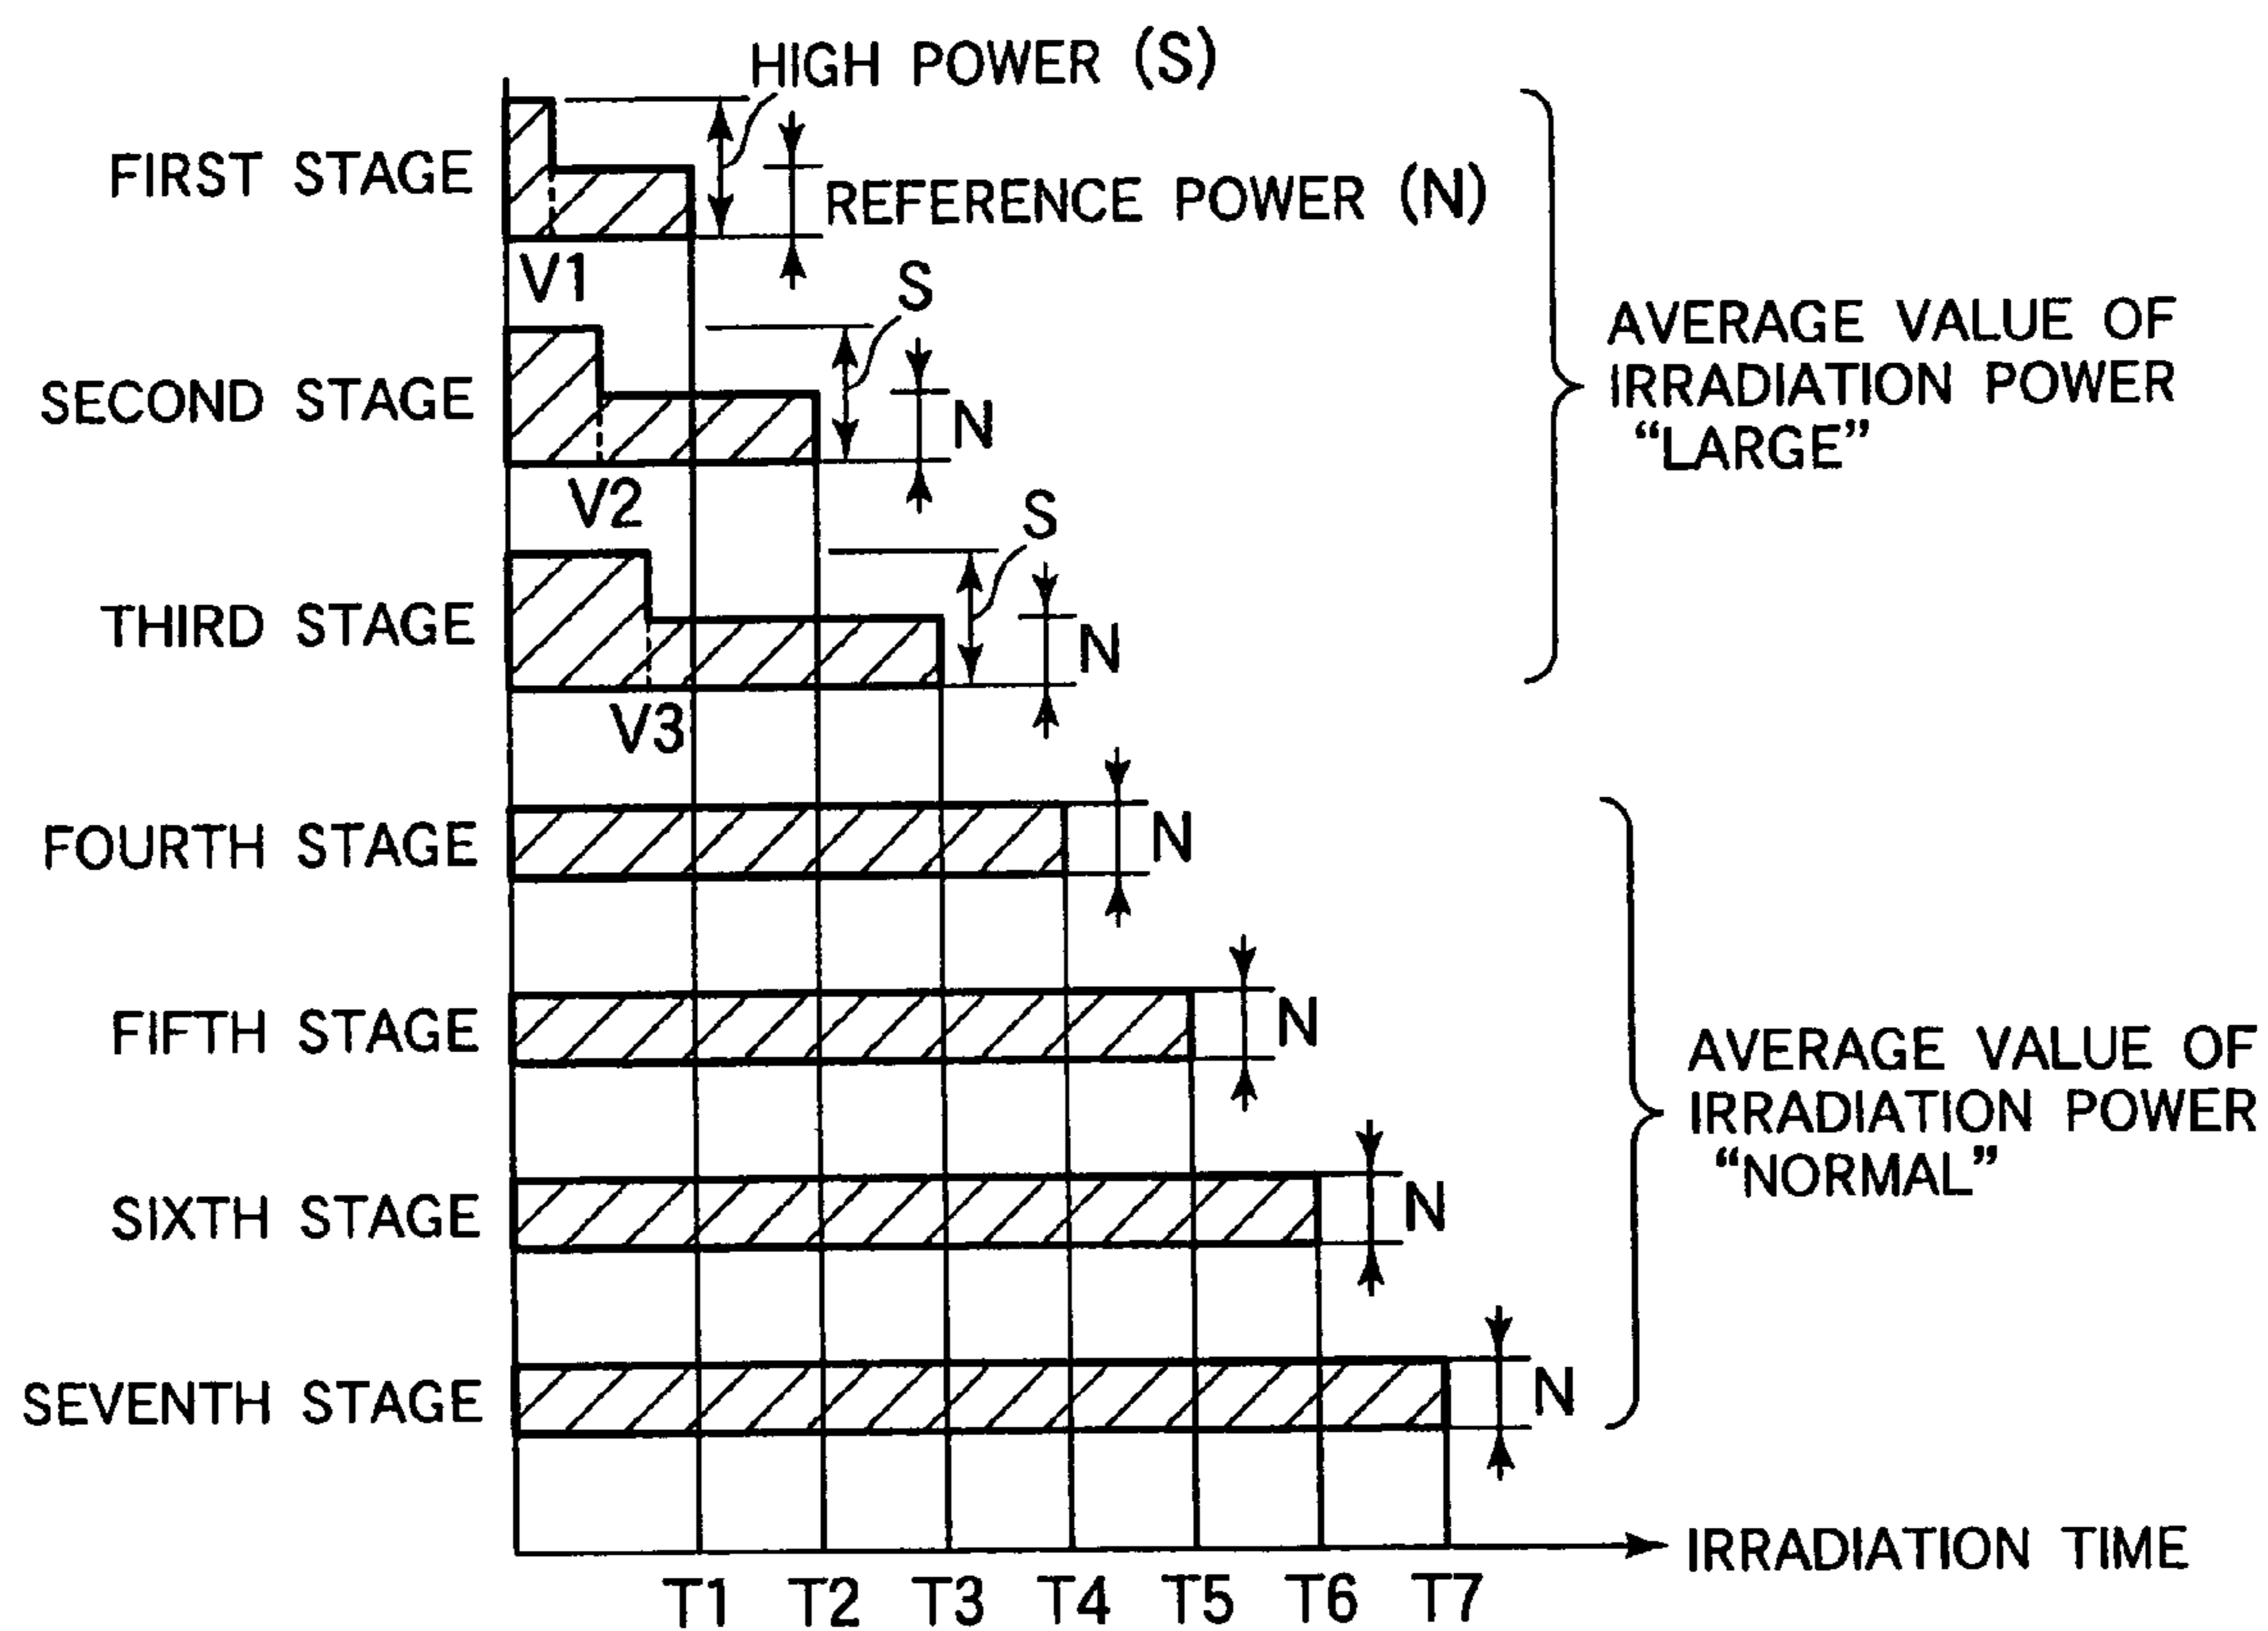 HIGH POWER (S)
FIRST STAGE
REFERENCE POWER (N)
V1
S
SECOND STAGE
N
V2
S
THIRD STAGE
N
V3
AVERAGE VALUE OF
IRRADIATION POWER
“LARGE”
FOURTH STAGE
N
FIFTH STAGE
N
SIXTH STAGE
N
SEVENTH STAGE
N
AVERAGE VALUE OF
IRRADIATION POWER
“NORMAL”
IRRADIATION TIME
T1 T2 T3 T4 T5 T6 T7